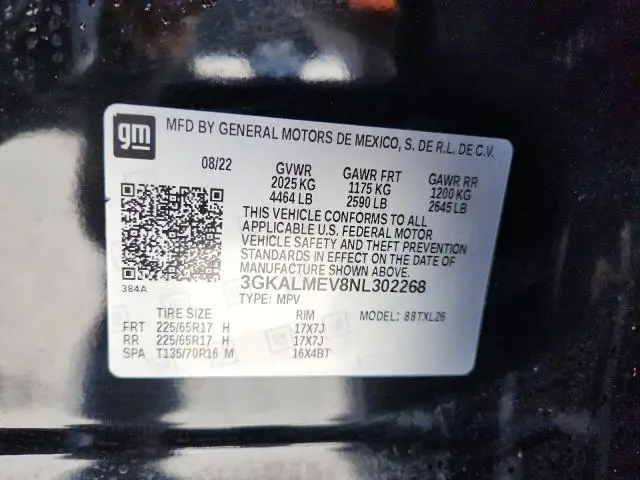 gm
MFD BY GENERAL MOTORS DE MEXICO, S. DE R.L. DE C.V.
08/22 GVWR GAWR FRT GAWR RR
2025 KG 1175 KG 1200 KG
4464 LB 2590 LB 2645 LB
THIS VEHICLE CONFORMS TO ALL
APPLICABLE U.S. FEDERAL MOTOR
VEHICLE SAFETY AND THEFT PREVENTION
STANDARDS IN EFFECT ON THE DATE OF
MANUFACTURE SHOWN ABOVE.
384A 3GKALMEV8NL302268
TYPE: MPV
TIRE SIZE RIM MODEL: 88TXL26
FRT 225/65R17 H 17X7J
RR 225/65R17 H 17X7J
SPA T135/70R16 M 16X4BT